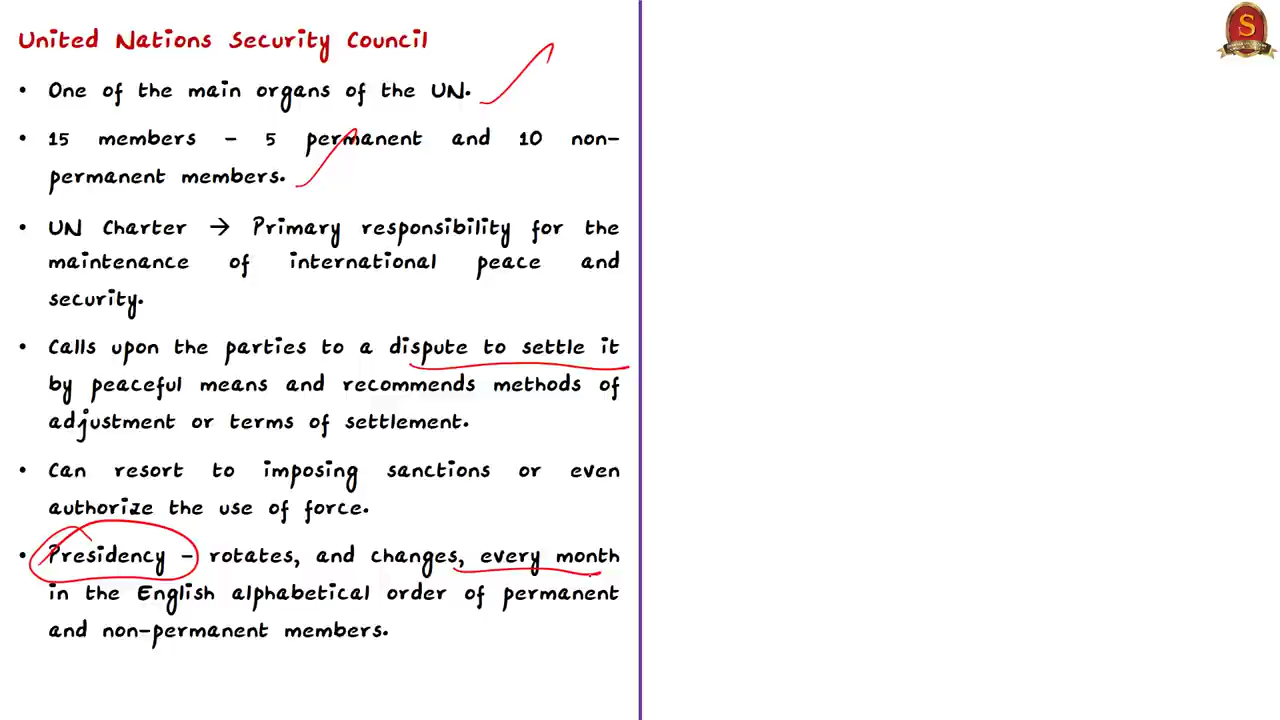 United Nations Security Council
• One of the main organs of the UN.
• 15 members - 5 permanent and 10 non-
permanent members.
• UN Charter → Primary responsibility for the
maintenance of international peace and
security.
• Calls upon the parties to a dispute to settle it
by peaceful means and recommends methods of
adjustment or terms of settlement.
• Can resort to imposing sanctions or even
authorize the use of force.
• Presidency - rotates, and changes, every month
in the English alphabetical order of permanent
and non-permanent members.
S